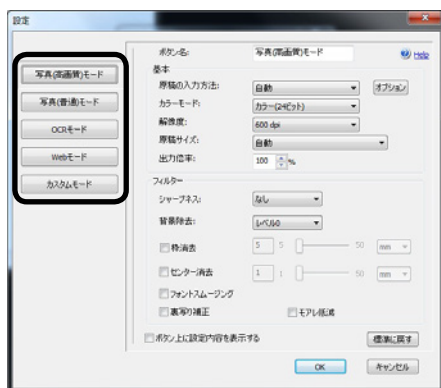 設定
写真(高画質)モード
写真(普通)モード
OCRモード
Webモード
カスタムモード
ボタン名: 写真(高画質)モード Help
基本
原稿の入力方法: 自動 オプション
カラーモード: カラー(24ビット)
解像度: 600 dpi
原稿サイズ: 自動
出力倍率: 100 %
フィルター
シャープネス: なし
背景除去: レベル0
枠消去 5 5 50 mm
センター消去 1 1 50 mm
フォントスムージング
裏写り補正 モアレ低減
ボタン上に設定内容を表示する 標準に戻す
OK キャンセル